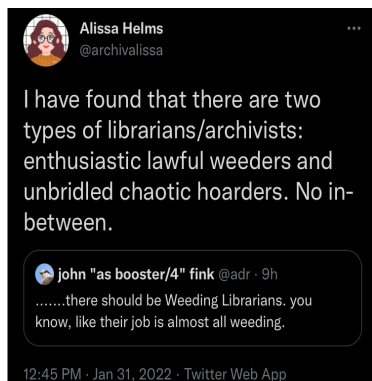 Alissa Helms
@archivalissa
I have found that there are two
types of librarians/archivists:
enthusiastic lawful weeders and
unbridled chaotic hoarders. No in-
between.
john "as booster/4" fink @adr · 9h
.......there should be Weeding Librarians. you
know, like their job is almost all weeding.
12:45 PM · Jan 31, 2022 · Twitter Web App